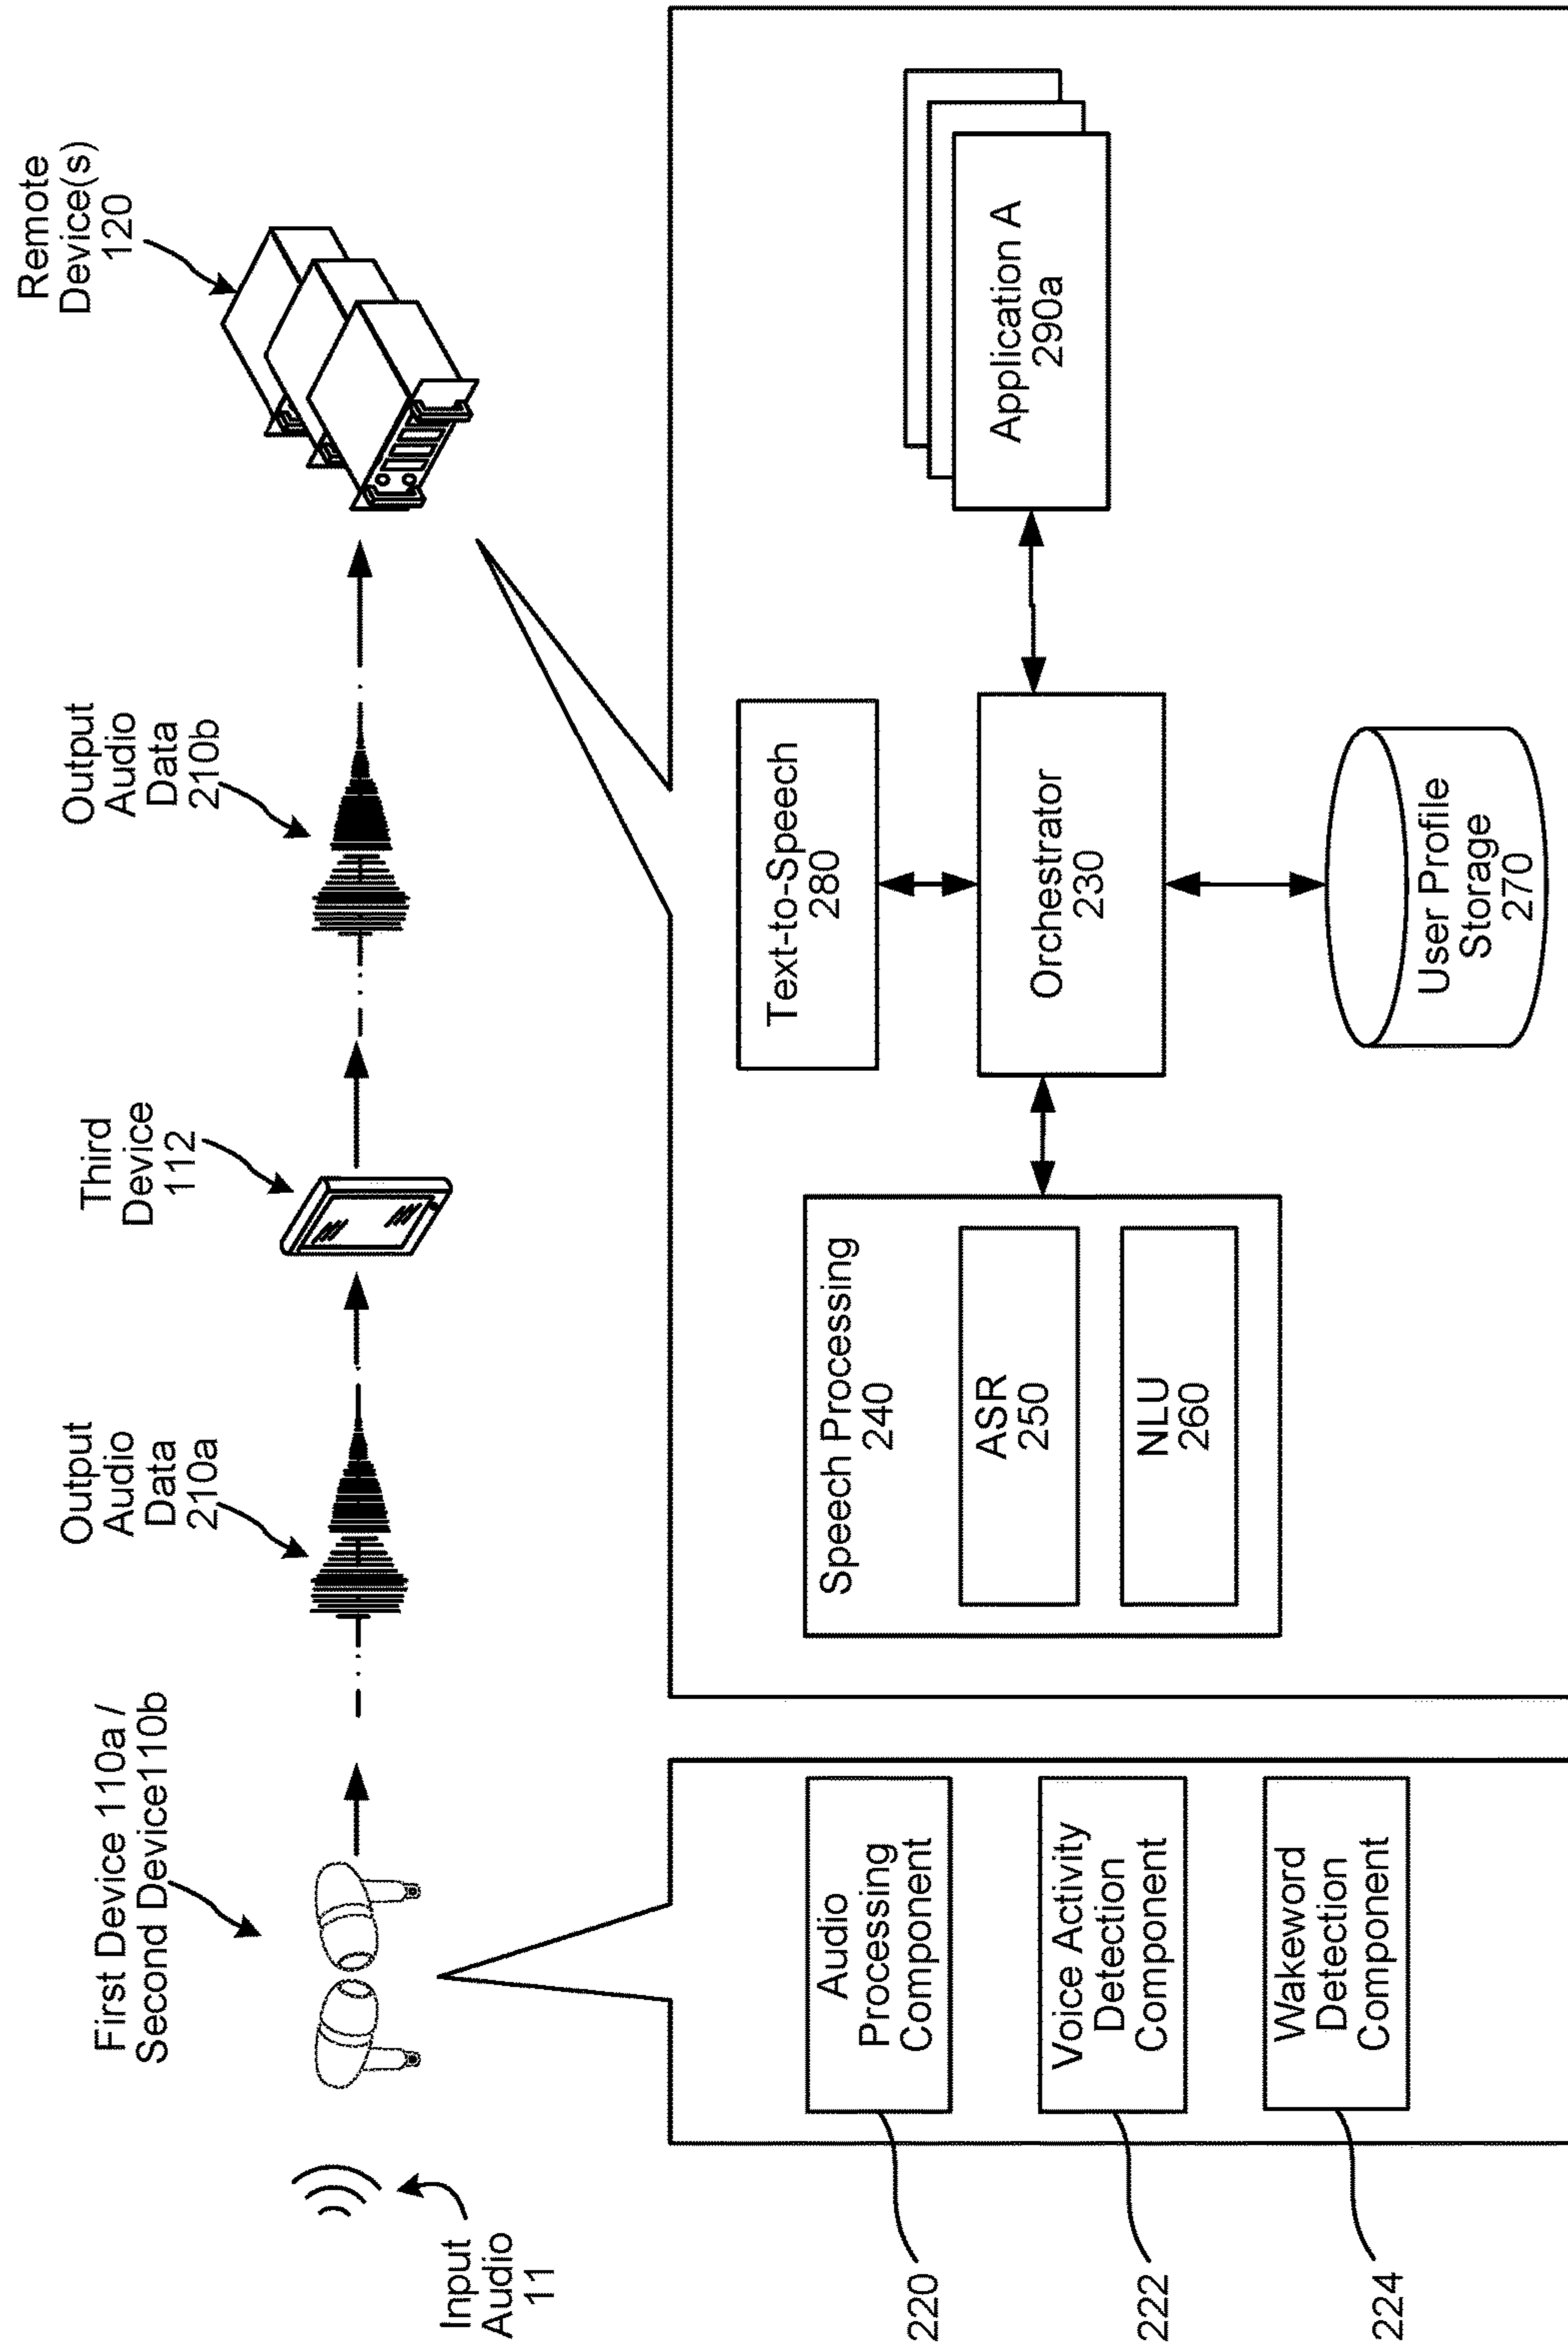 Input
Audio
11
First Device 110a /
Second Device110b
Output
Audio
Data
210a
Third
Device
112
Output
Audio
Data
210b
Remote
Device(s)
120
220
Audio
Processing
Component
222
Voice Activity
Detection
Component
224
Wakeword
Detection
Component
Speech Processing
240
ASR
250
NLU
260
Text-to-Speech
280
Orchestrator
230
User Profile
Storage
270
Application A
290a